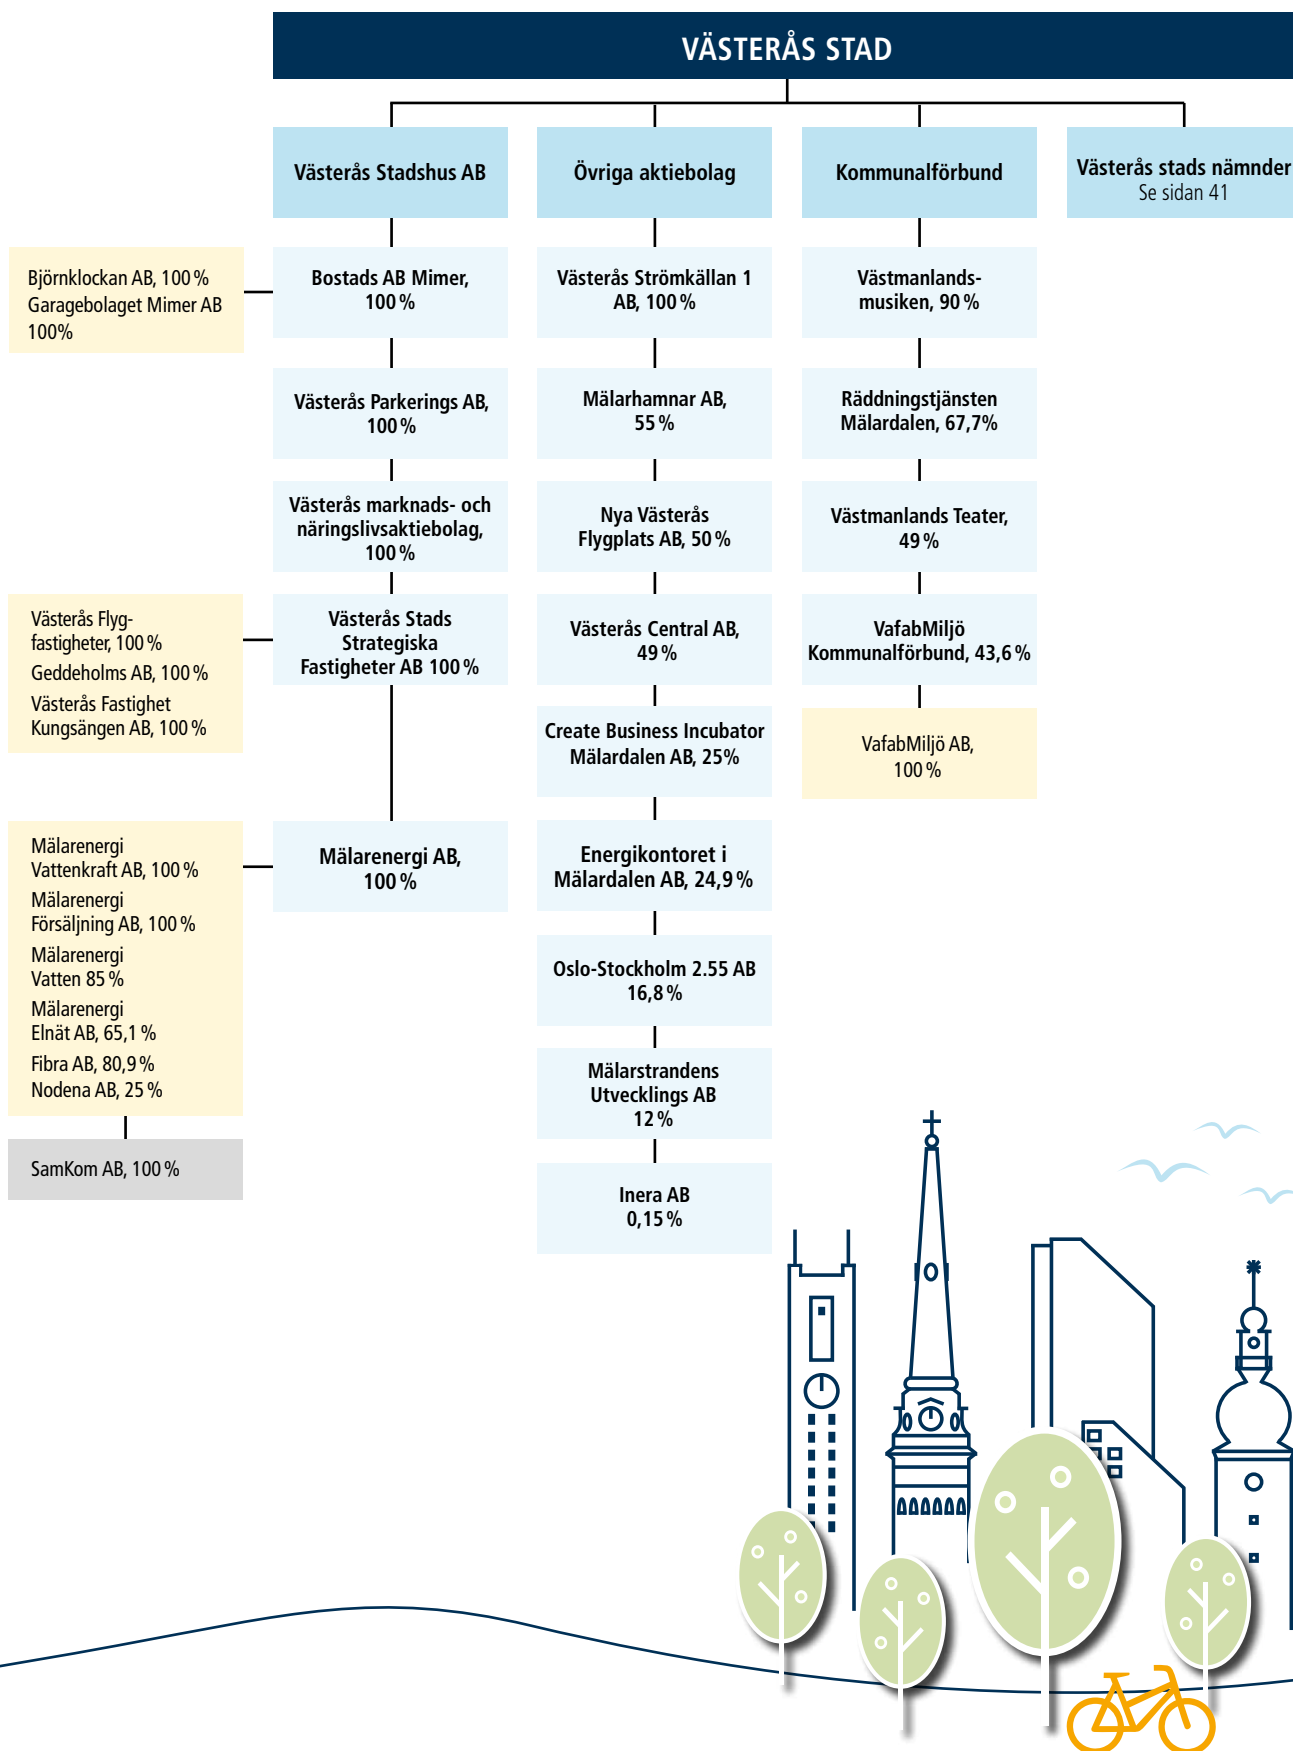 VÄSTERÅS STAD
Västerås Stadshus AB
Björnklockan AB, 100 %
Garagebolaget Mimer AB
100%
Bostads AB Mimer,
100 %
Västerås Parkerings AB,
100 %
Västerås marknads- och
näringslivsaktiebolag,
100 %
Västerås Flyg-
fastigheter, 100 %
Geddeholms AB, 100 %
Västerås Fastighet
Kungsängen AB, 100 %
Västerås Stads
Strategiska
Fastigheter AB 100 %
Mälarenergi
Vattenkraft AB, 100 %
Mälarenergi
Försäljning AB, 100 %
Mälarenergi
Vatten 85 %
Mälarenergi
Elnät AB, 65,1 %
Fibra AB, 80,9 %
Nodena AB, 25 %
SamKom AB, 100 %
Mälarenergi AB,
100 %
Övriga aktiebolag
Västerås Strömkällan 1
AB, 100 %
Mälarhamnar AB,
55 %
Nya Västerås
Flygplats AB, 50 %
Västerås Central AB,
49 %
Create Business Incubator
Mälardalen AB, 25%
Energikontoret i
Mälardalen AB, 24,9 %
Oslo-Stockholm 2.55 AB
16,8 %
Mälarstrandens
Utvecklings AB
12 %
Inera AB
0,15 %
Kommunalförbund
Västmanlands-
musiken, 90 %
Räddningstjänsten
Mälardalen, 67,7%
Västmanlands Teater,
49 %
VafabMiljö
Kommunalförbund, 43,6 %
VafabMiljö AB,
100 %
Västerås stads nämnder
Se sidan 41